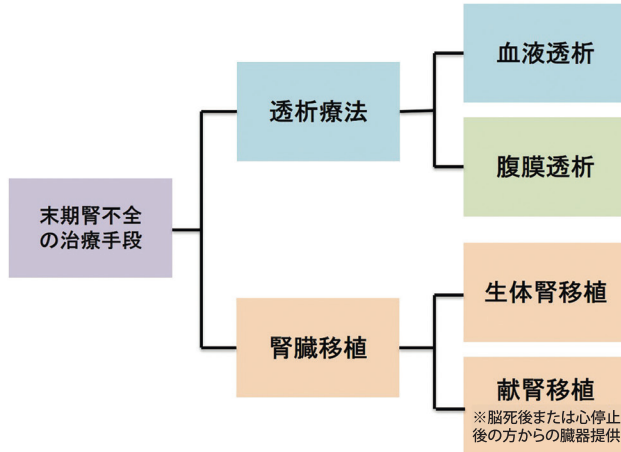 末期腎不全
の治療手段
透析療法
血液透析
腹膜透析
腎臓移植
生体腎移植
献腎移植
※脳死後または心停止
後の方からの臓器提供